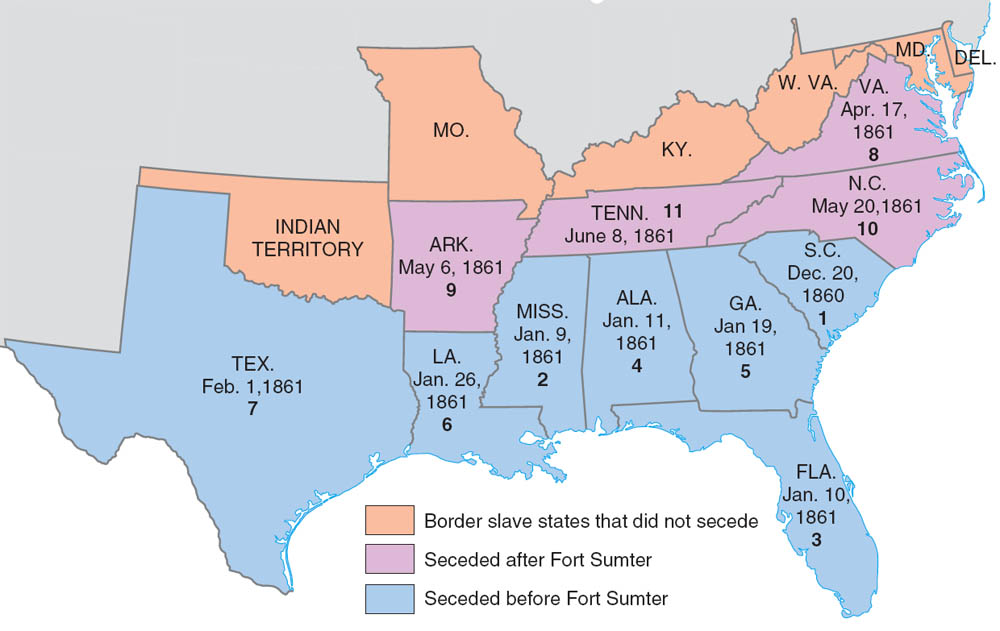 MD.
DEL.
W. VA.
VA.
Apr. 17,
1861
8
MO.
KY.
N.C.
May 20,1861
10
TENN. 11
June 8, 1861
INDIAN
TERRITORY
ARK.
May 6, 1861
9
S.C.
Dec. 20,
1860
1
MISS.
Jan. 9,
1861
2
ALA.
Jan. 11,
1861
4
GA.
Jan 19,
1861
5
TEX.
Feb. 1,1861
7
LA.
Jan. 26,
1861
6
FLA.
Jan. 10,
1861
3
Border slave states that did not secede
Seceded after Fort Sumter
Seceded before Fort Sumter